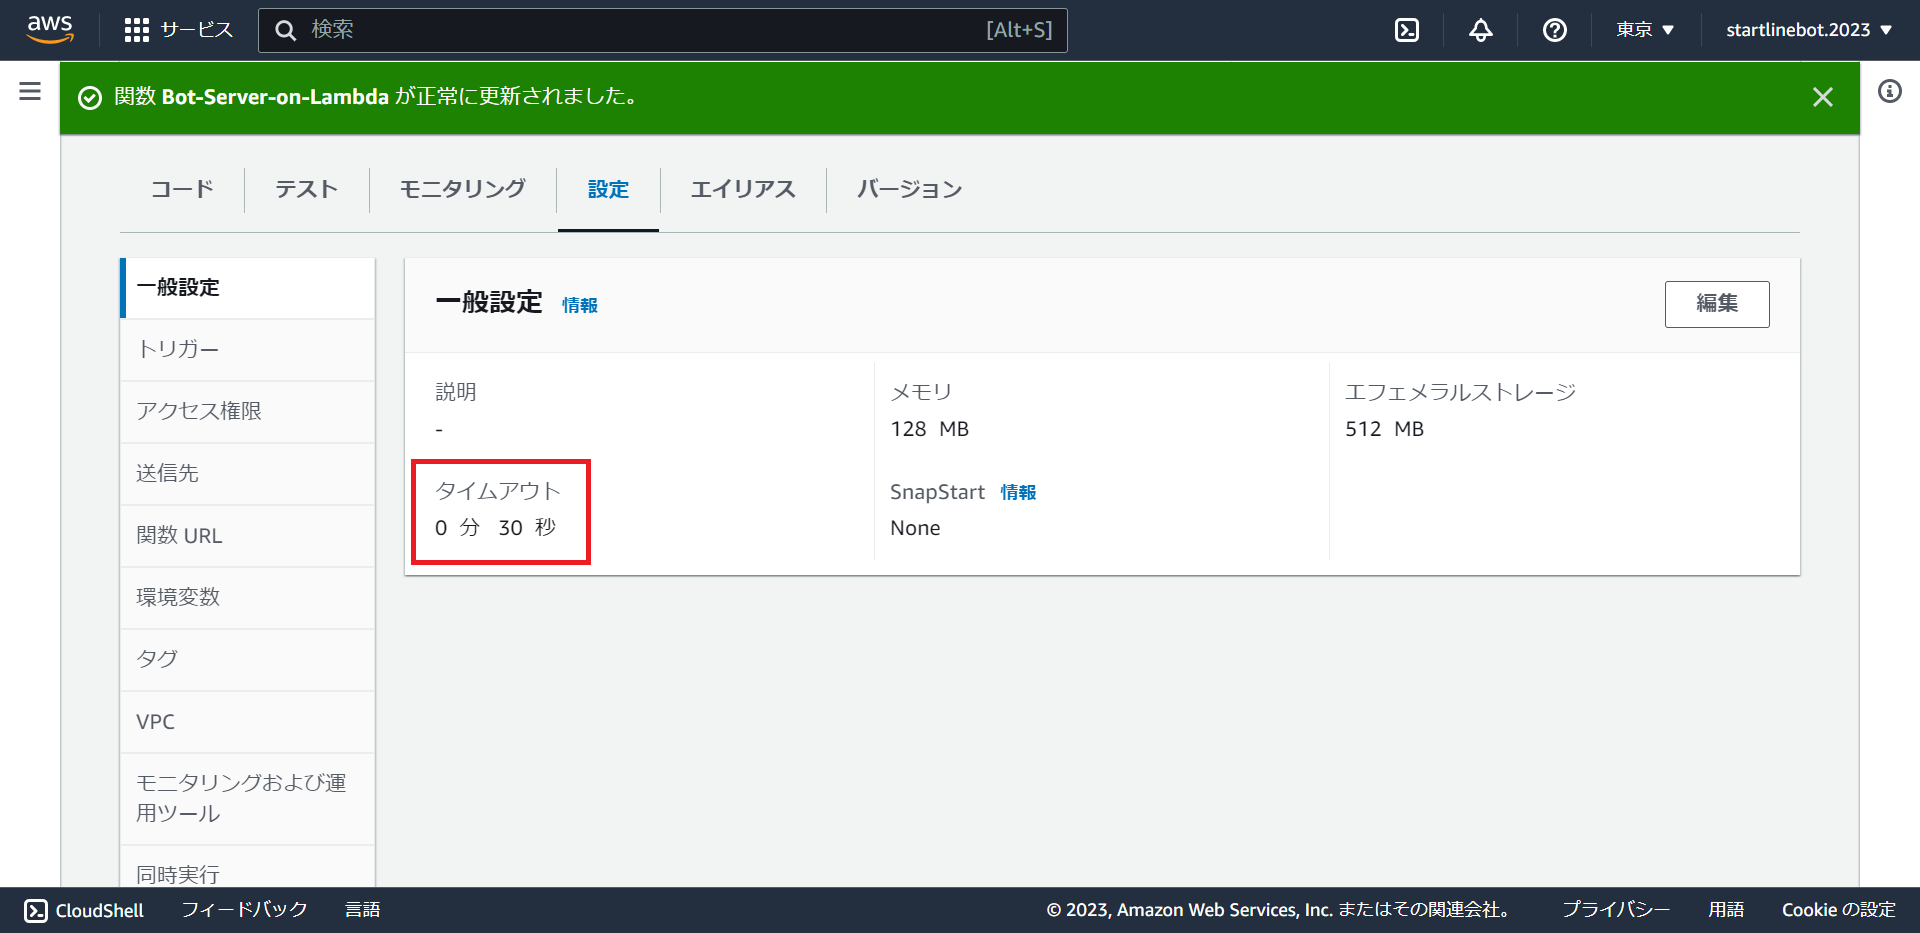 aws
サービス
検索
[Alt+S]
東京
startlinebot.2023
関数 Bot-Server-on-Lambda が正常に更新されました。
コード
テスト
モニタリング
設定
エイリアス
バージョン
一般設定
トリガー
アクセス権限
送信先
関数 URL
環境変数
タグ
VPC
モニタリングおよび運
用ツール
同時実行
一般設定 情報
編集
説明
-
メモリ
128 MB
エフェメラルストレージ
512 MB
タイムアウト
0 分 30 秒
SnapStart 情報
None
CloudShell
フィードバック
言語
© 2023, Amazon Web Services, Inc. またはその関連会社。
プライバシー
用語
Cookie の設定